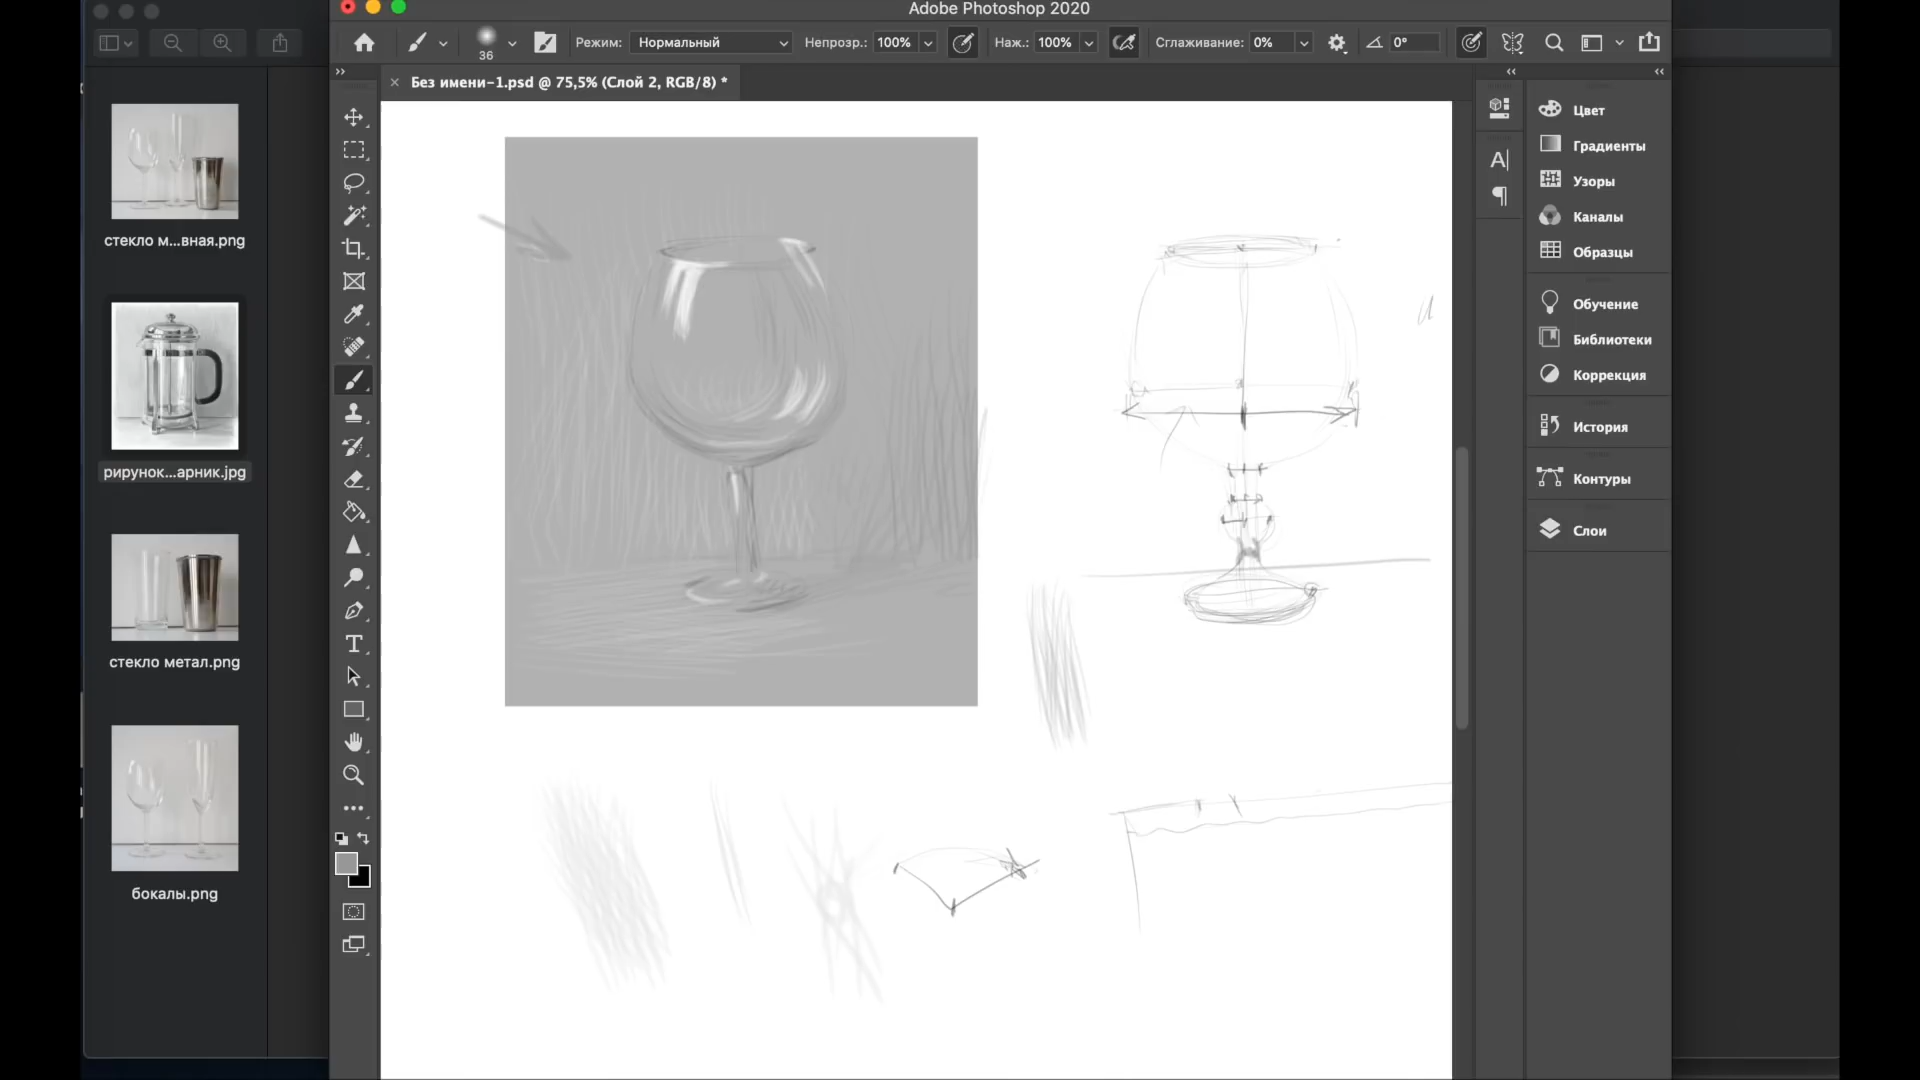 Adobe Photoshop 2020
36
Режим:
Нормальный
Непрозр.:
100%
Наж.:
100%
Сглаживание:
0%
0°
Без имени-1.psd @ 75,5% (Слой 2, RGB/8) *
стекло м...вная.png
рирунок...арник.jpg
стекло метал.png
бокалы.png
Цвет
Градиенты
Узоры
Каналы
Образцы
Обучение
Библиотеки
Коррекция
История
Контуры
Слои